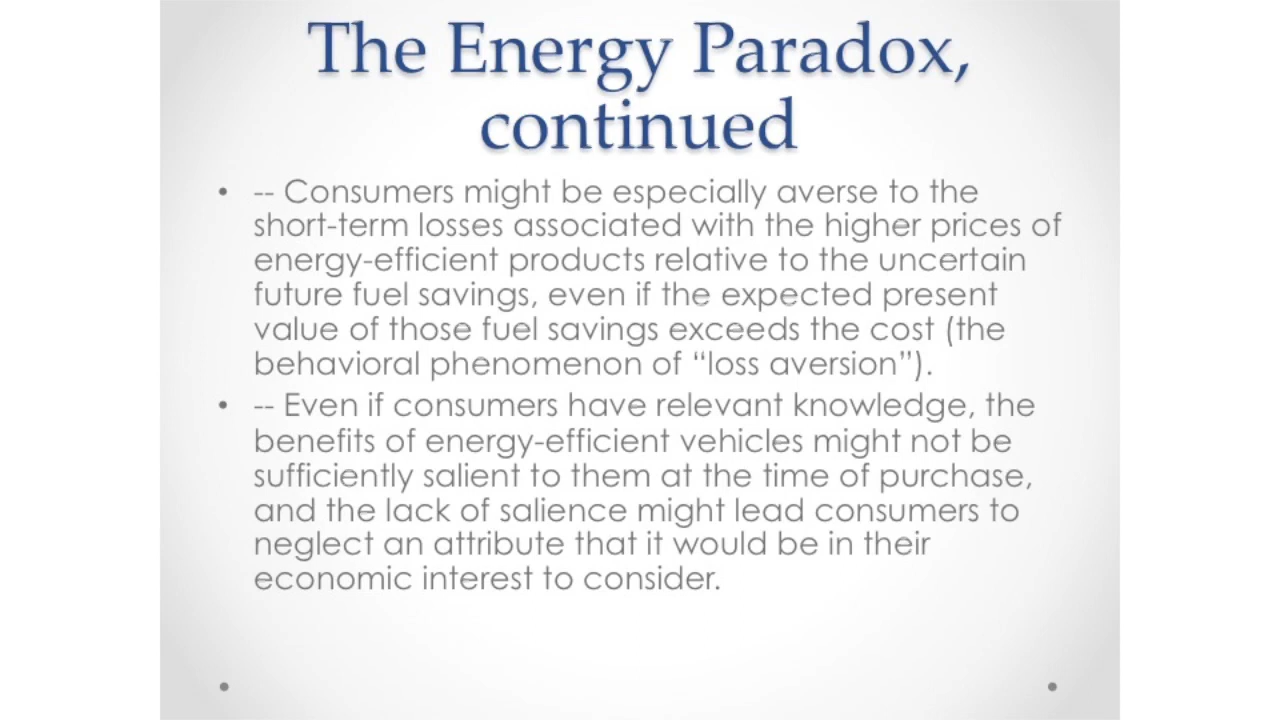 The Energy Paradox,
continued
• -- Consumers might be especially averse to the
short-term losses associated with the higher prices of
energy-efficient products relative to the uncertain
future fuel savings, even if the expected present
value of those fuel savings exceeds the cost (the
behavioral phenomenon of “loss aversion”).
• -- Even if consumers have relevant knowledge, the
benefits of energy-efficient vehicles might not be
sufficiently salient to them at the time of purchase,
and the lack of salience might lead consumers to
neglect an attribute that it would be in their
economic interest to consider.